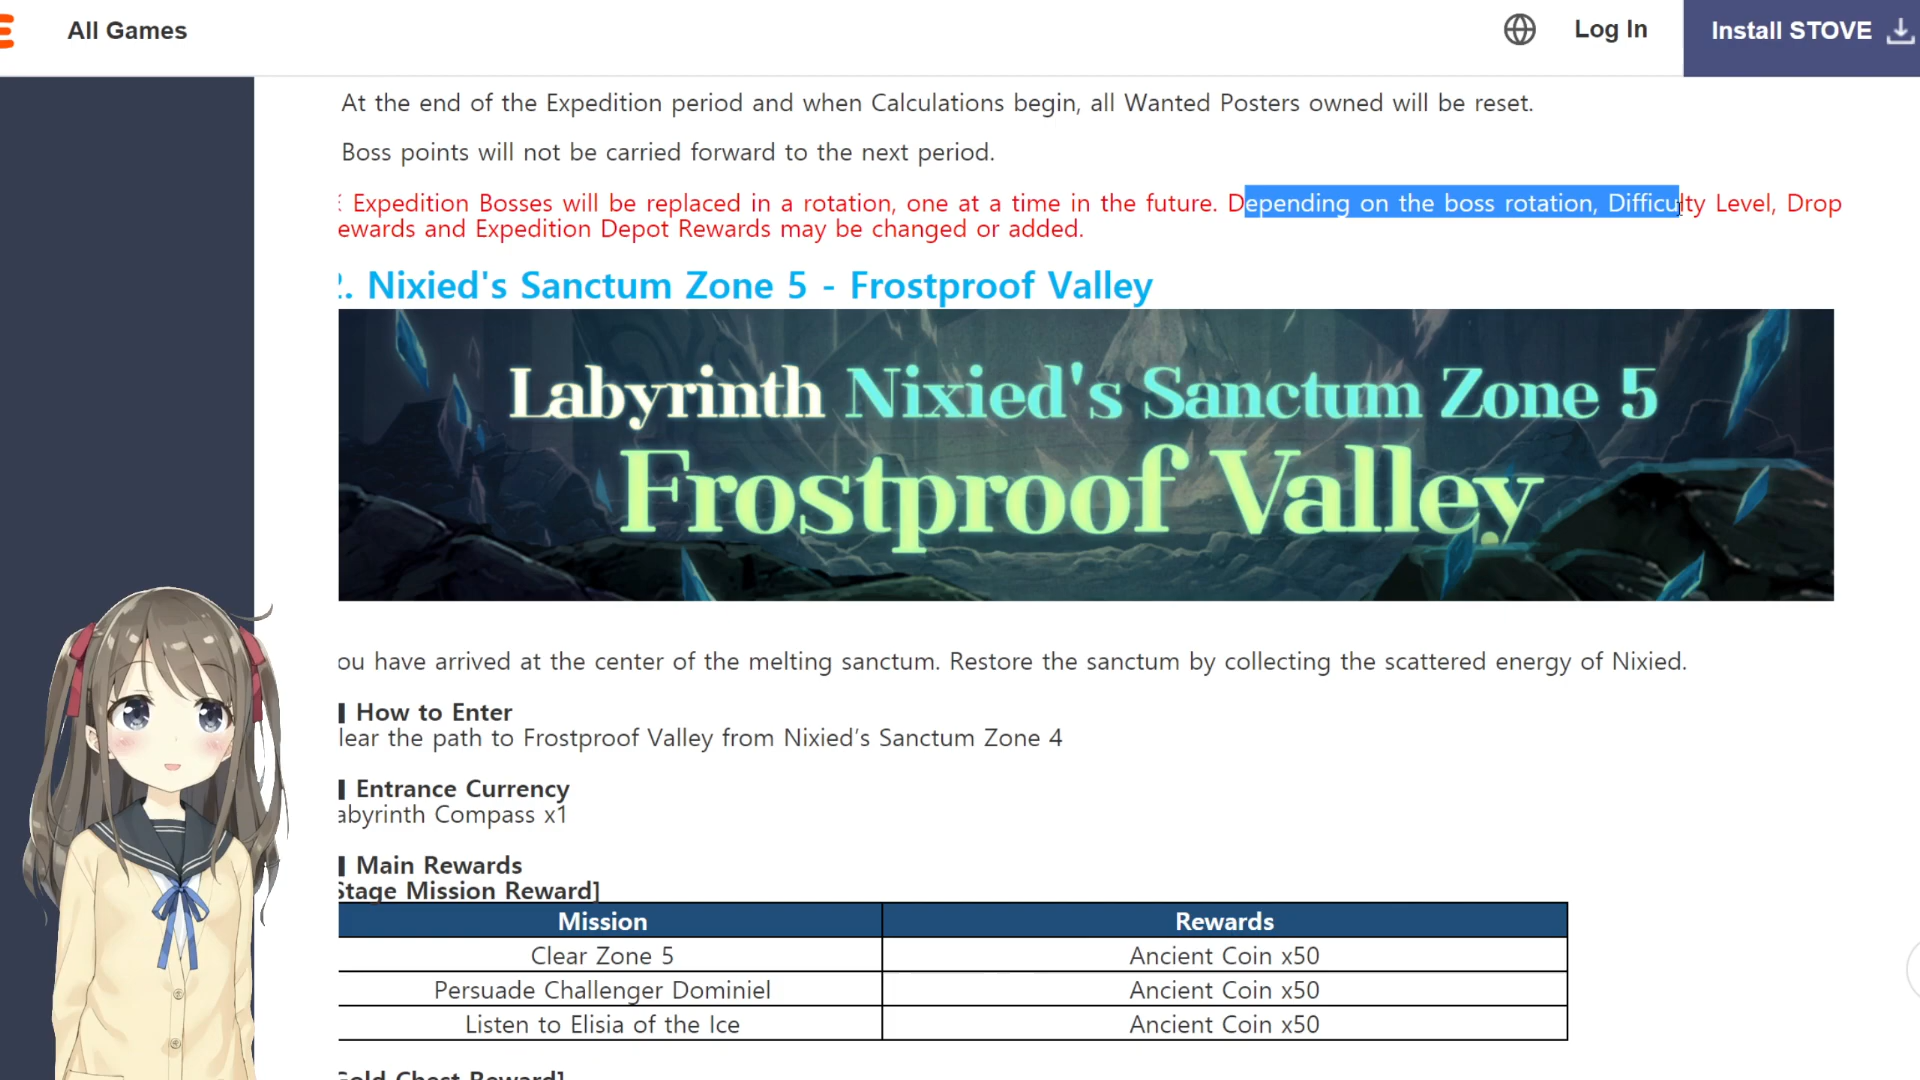 All Games
Log In
Install STOVE
At the end of the Expedition period and when Calculations begin, all Wanted Posters owned will be reset.
Boss points will not be carried forward to the next period.
Expedition Bosses will be replaced in a rotation, one at a time in the future. Depending on the boss rotation, Difficulty Level, Drop
ewards and Expedition Depot Rewards may be changed or added.
2. Nixied's Sanctum Zone 5 - Frostproof Valley
Labyrinth Nixied's Sanctum Zone 5
Frostproof Valley
ou have arrived at the center of the melting sanctum. Restore the sanctum by collecting the scattered energy of Nixied.
How to Enter
lear the path to Frostproof Valley from Nixied’s Sanctum Zone 4
Entrance Currency
abyrinth Compass x1
Main Rewards
Stage Mission Reward]
Mission Rewards
Clear Zone 5 Ancient Coin x50
Persuade Challenger Dominiel Ancient Coin x50
Listen to Elisia of the Ice Ancient Coin x50
Gold Chest Reward]